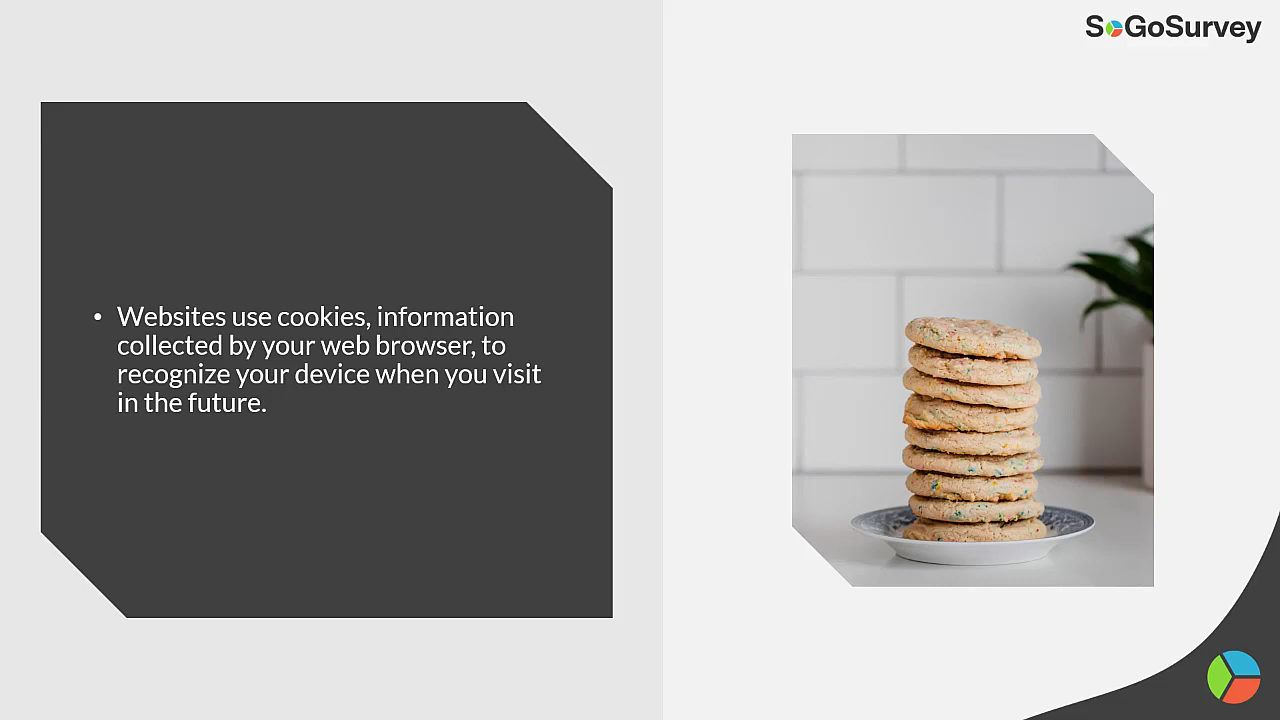 SoGoSurvey
• Websites use cookies, information
collected by your web browser, to
recognize your device when you visit
in the future.